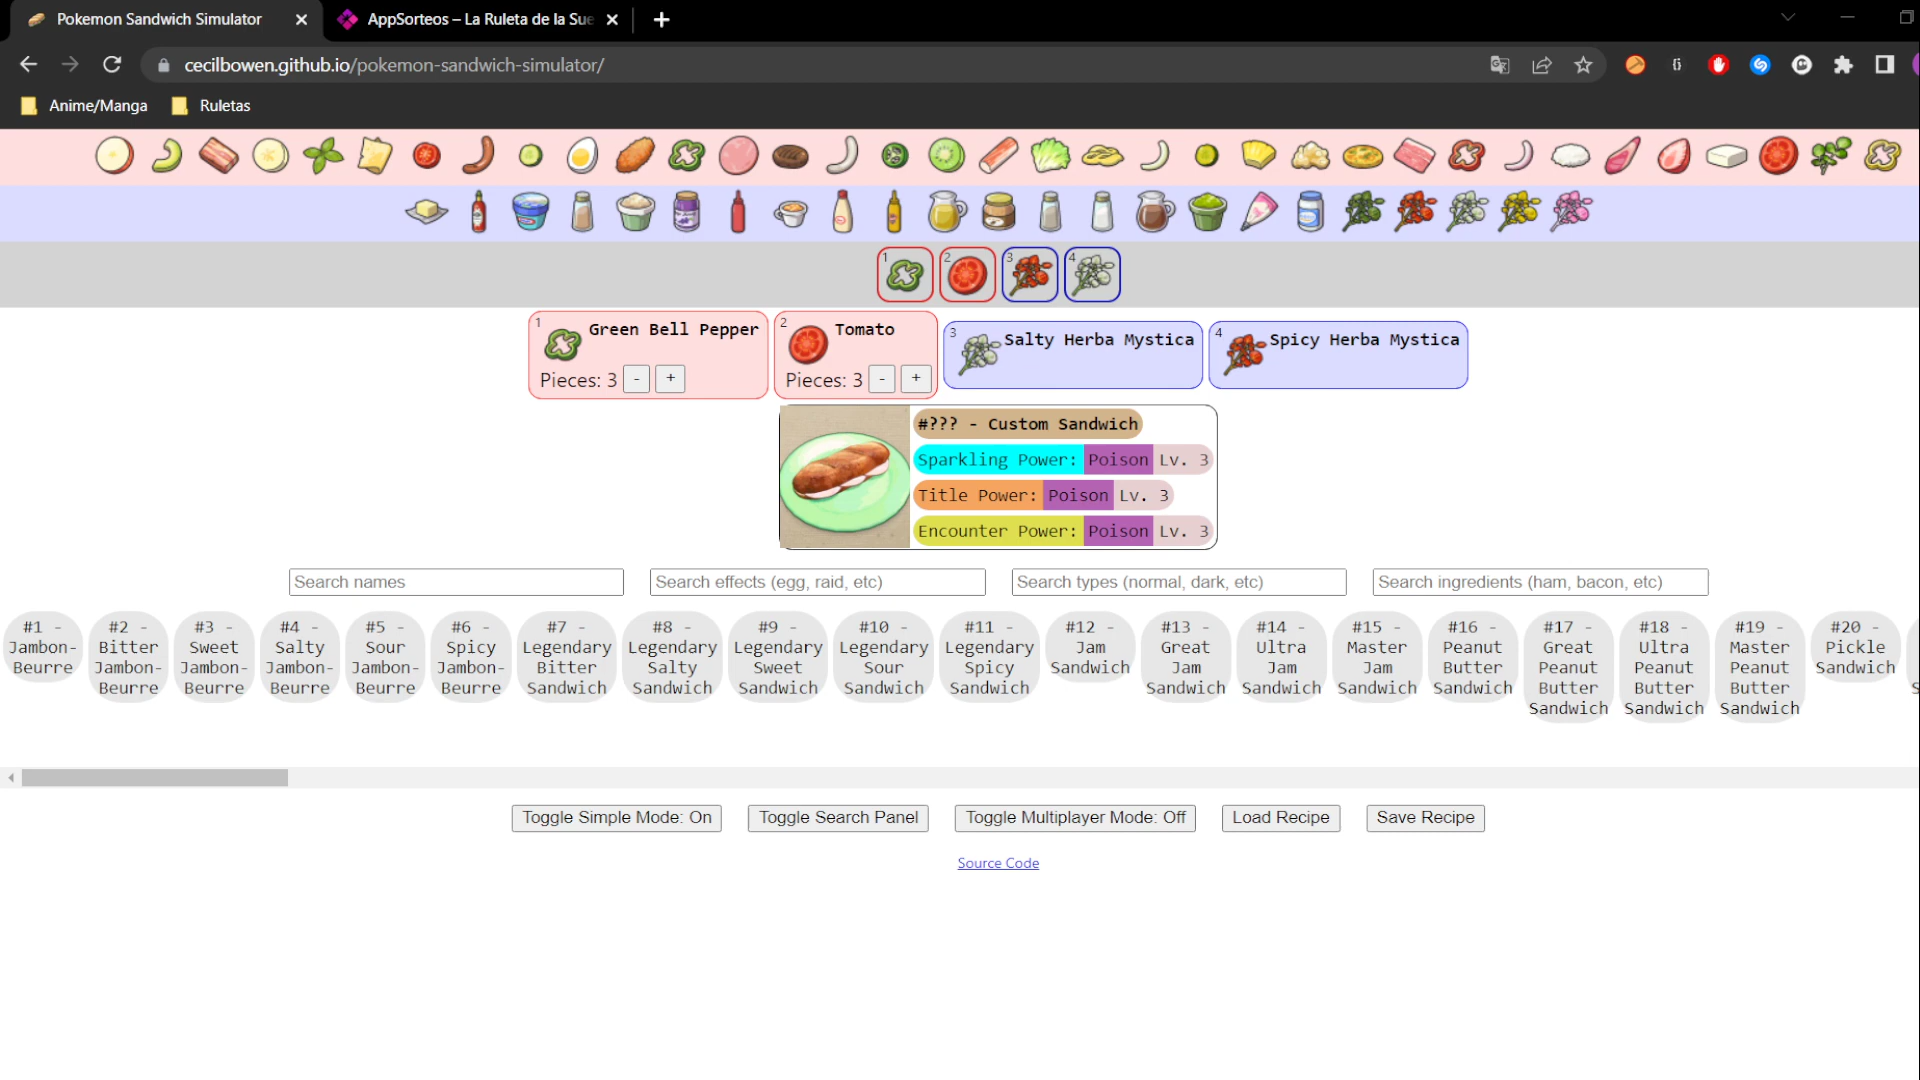 Pokemon Sandwich Simulator
AppSorteos – La Ruleta de la Sue
cecilbowen.github.io/pokemon-sandwich-simulator/
Anime/Manga
Ruletas
1
2
3
4
1
Green Bell Pepper
Pieces: 3 - +
2
Tomato
Pieces: 3 - +
3
Salty Herba Mystica
4
Spicy Herba Mystica
#??? - Custom Sandwich
Sparkling Power: Poison Lv. 3
Title Power: Poison Lv. 3
Encounter Power: Poison Lv. 3
Search names
Search effects (egg, raid, etc)
Search types (normal, dark, etc)
Search ingredients (ham, bacon, etc)
#1 -
Jambon-
Beurre
#2 -
Bitter
Jambon-
Beurre
#3 -
Sweet
Jambon-
Beurre
#4 -
Salty
Jambon-
Beurre
#5 -
Sour
Jambon-
Beurre
#6 -
Spicy
Jambon-
Beurre
#7 -
Legendary
Bitter
Sandwich
#8 -
Legendary
Salty
Sandwich
#9 -
Legendary
Sweet
Sandwich
#10 -
Legendary
Sour
Sandwich
#11 -
Legendary
Spicy
Sandwich
#12 -
Jam
Sandwich
#13 -
Great
Jam
Sandwich
#14 -
Ultra
Jam
Sandwich
#15 -
Master
Jam
Sandwich
#16 -
Peanut
Butter
Sandwich
#17 -
Great
Peanut
Butter
Sandwich
#18 -
Ultra
Peanut
Butter
Sandwich
#19 -
Master
Peanut
Butter
Sandwich
#20 -
Pickle
Sandwich
Toggle Simple Mode: On
Toggle Search Panel
Toggle Multiplayer Mode: Off
Load Recipe
Save Recipe
Source Code